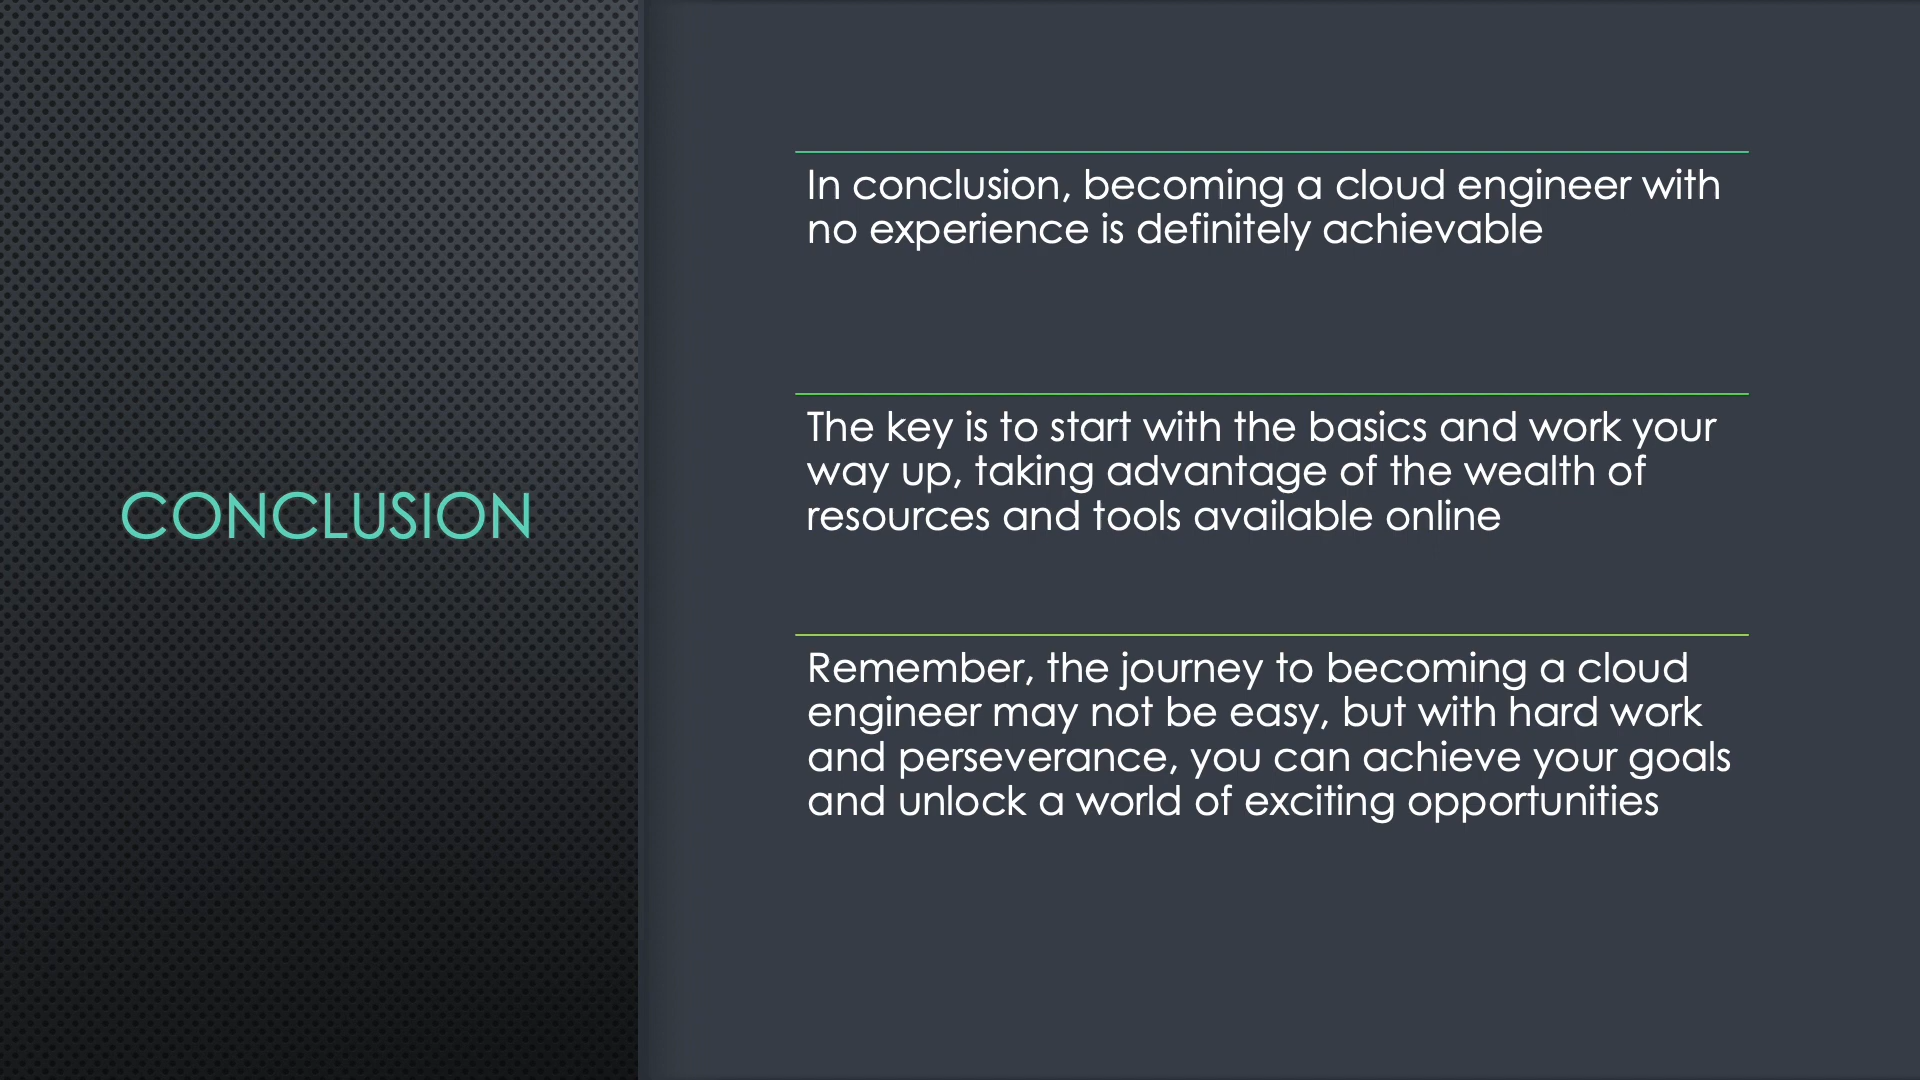 CONCLUSION
In conclusion, becoming a cloud engineer with
no experience is definitely achievable
The key is to start with the basics and work your
way up, taking advantage of the wealth of
resources and tools available online
Remember, the journey to becoming a cloud
engineer may not be easy, but with hard work
and perseverance, you can achieve your goals
and unlock a world of exciting opportunities